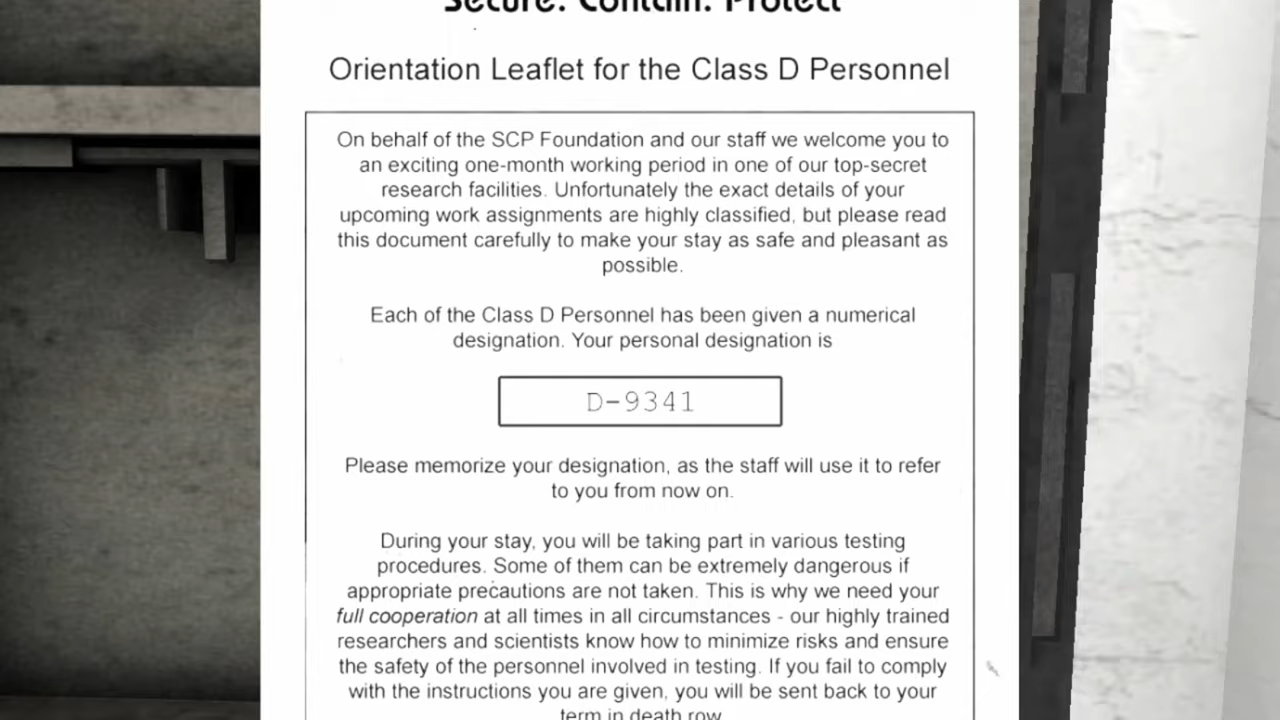 Secure. Contain. Protect
Orientation Leaflet for the Class D Personnel
On behalf of the SCP Foundation and our staff we welcome you to
an exciting one-month working period in one of our top-secret
research facilities. Unfortunately the exact details of your
upcoming work assignments are highly classified, but please read
this document carefully to make your stay as safe and pleasant as
possible.
Each of the Class D Personnel has been given a numerical
designation. Your personal designation is
D-9341
Please memorize your designation, as the staff will use it to refer
to you from now on.
During your stay, you will be taking part in various testing
procedures. Some of them can be extremely dangerous if
appropriate precautions are not taken. This is why we need your
full cooperation at all times in all circumstances - our highly trained
researchers and scientists know how to minimize risks and ensure
the safety of the personnel involved in testing. If you fail to comply
with the instructions you are given, you will be sent back to your
term in death row.